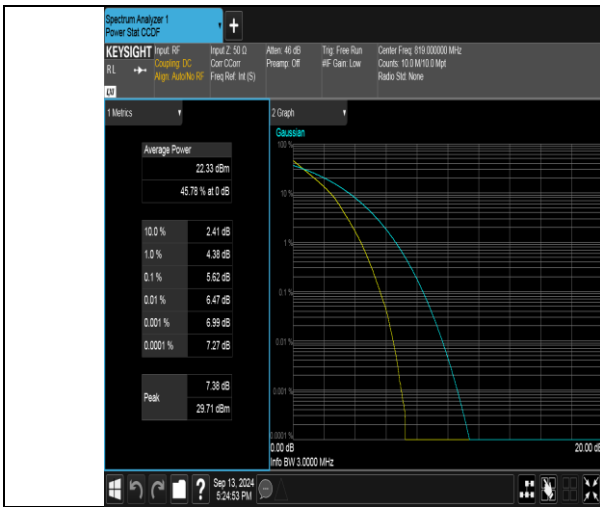 Spectrum Analyzer 1
Power Stat CCDF
+
KEYSIGHT Input: RF Input Z: 50 Ω Atten: 46 dB Trig: Free Run Center Freq: 819.000000 MHz
R L Coupling: DC Corr CCorr Preamp: Off #IF Gain: Low Counts: 10.0 M/10.0 Mpt
Align: Auto/No RF Freq Ref: Int (S) Radio Std: None
LXI
1 Metrics
2 Graph
Average Power
22.33 dBm
45.78 % at 0 dB
10.0 % 2.41 dB
1.0 % 4.38 dB
0.1 % 5.62 dB
0.01 % 6.47 dB
0.001 % 6.99 dB
0.0001 % 7.27 dB
Peak
7.38 dB
29.71 dBm
Gaussian
100 %
10 %
1 %
0.1 %
0.01 %
0.001 %
0.0001 %
0.00 dB 20.00 dB
Info BW 3.0000 MHz
?
Sep 13, 2024
5:24:53 PM